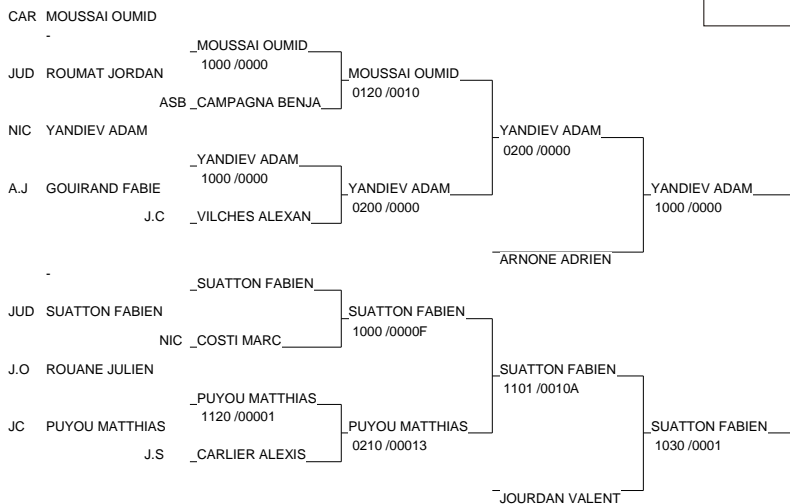 CAR MOUSSAI OUMID
-
_MOUSSAI OUMID
1000 /0000
JUD ROUMAT JORDAN
MOUSSAI OUMID
0120 /0010
ASB _CAMPAGNA BENJA
NIC YANDIEV ADAM
YANDIEV ADAM
0200 /0000
_YANDIEV ADAM
1000 /0000
A.J GOUIRAND FABIE
YANDIEV ADAM
0200 /0000
YANDIEV ADAM
1000 /0000
J.C _VILCHES ALEXAN
ARNONE ADRIEN
-
_SUATTON FABIEN
JUD SUATTON FABIEN
SUATTON FABIEN
1000 /0000F
NIC _COSTI MARC
J.O ROUANE JULIEN
SUATTON FABIEN
1101 /0010A
_PUYOU MATTHIAS
1120 /00001
JC PUYOU MATTHIAS
PUYOU MATTHIAS
0210 /00013
SUATTON FABIEN
1030 /0001
J.S _CARLIER ALEXIS
JOURDAN VALENT